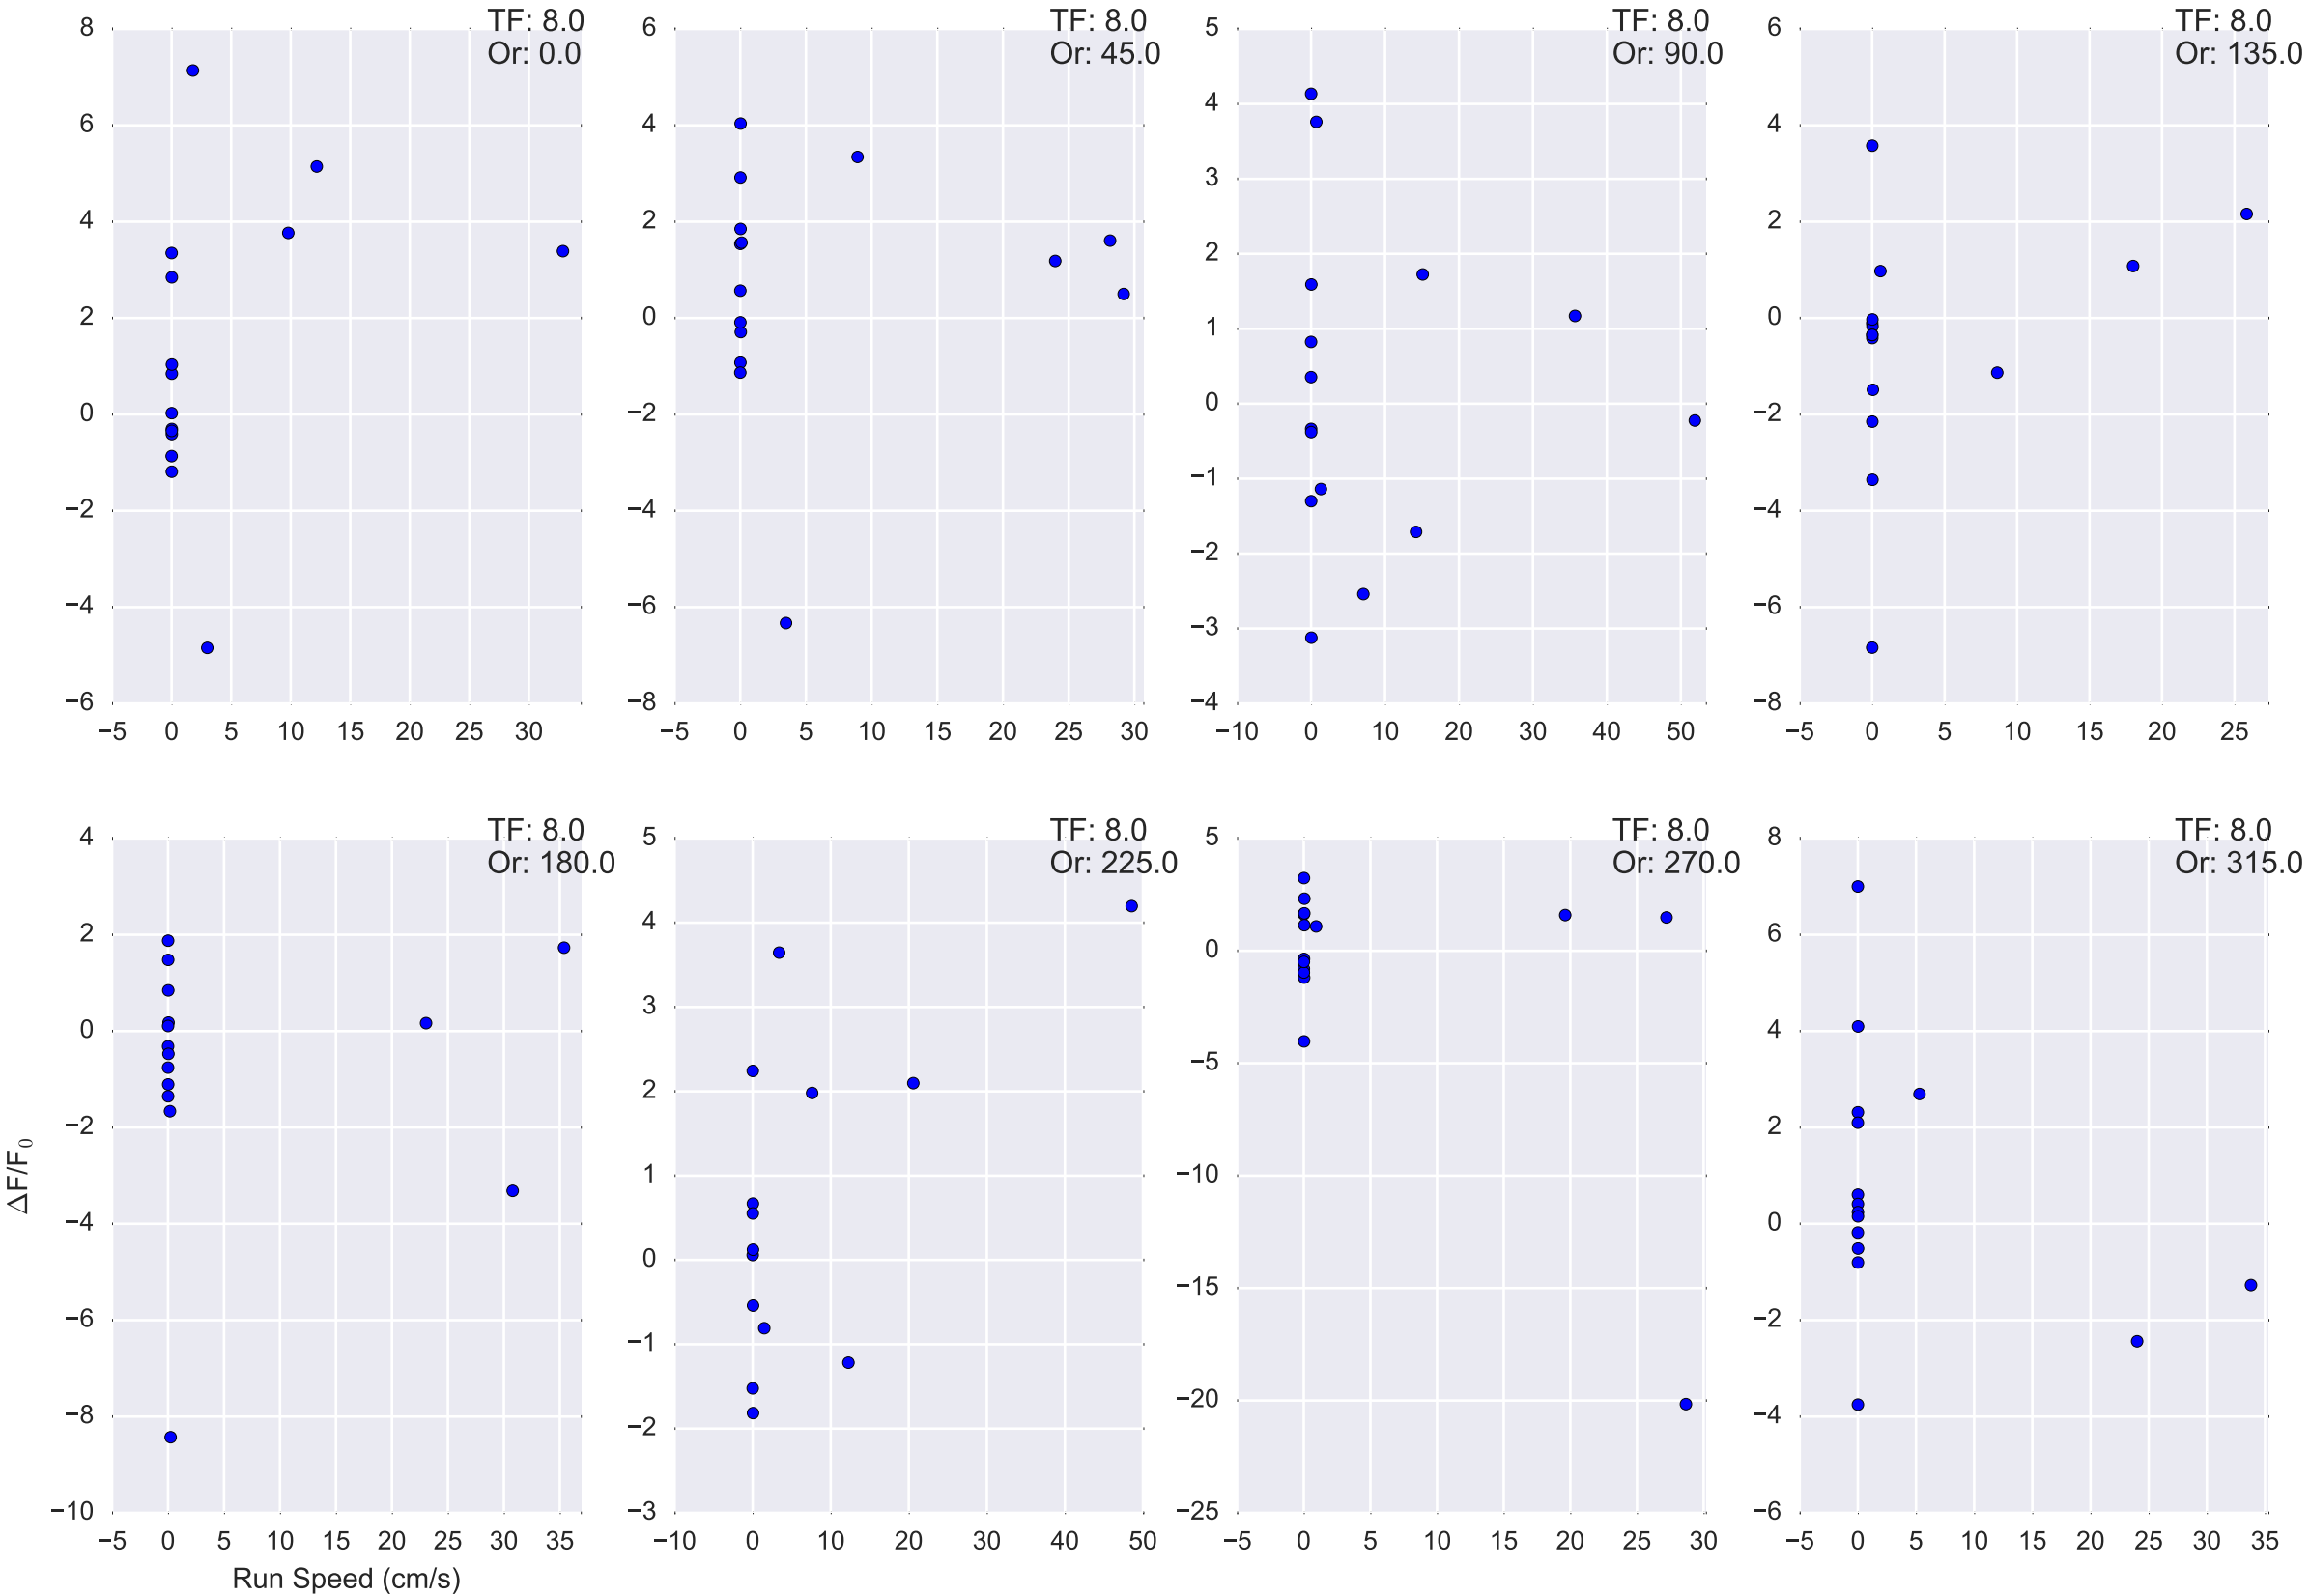 TF: 8.0
Or: 0.0
8
6
4
2
0
−2
−4
−6
−5 0 5 10 15 20 25 30
TF: 8.0
Or: 45.0
6
4
2
0
−2
−4
−6
−8
−5 0 5 10 15 20 25 30
TF: 8.0
Or: 90.0
5
4
3
2
1
0
−1
−2
−3
−4
−10 0 10 20 30 40 50
TF: 8.0
Or: 135.0
6
4
2
0
−2
−4
−6
−8
−5 0 5 10 15 20 25
TF: 8.0
Or: 180.0
4
2
0
−2
−4
−6
−8
−10
−5 0 5 10 15 20 25 30 35
ΔF/F0
Run Speed (cm/s)
TF: 8.0
Or: 225.0
5
4
3
2
1
0
−1
−2
−3
−10 0 10 20 30 40 50
TF: 8.0
Or: 270.0
5
0
−5
−10
−15
−20
−25
−5 0 5 10 15 20 25 30
TF: 8.0
Or: 315.0
8
6
4
2
0
−2
−4
−6
−5 0 5 10 15 20 25 30 35